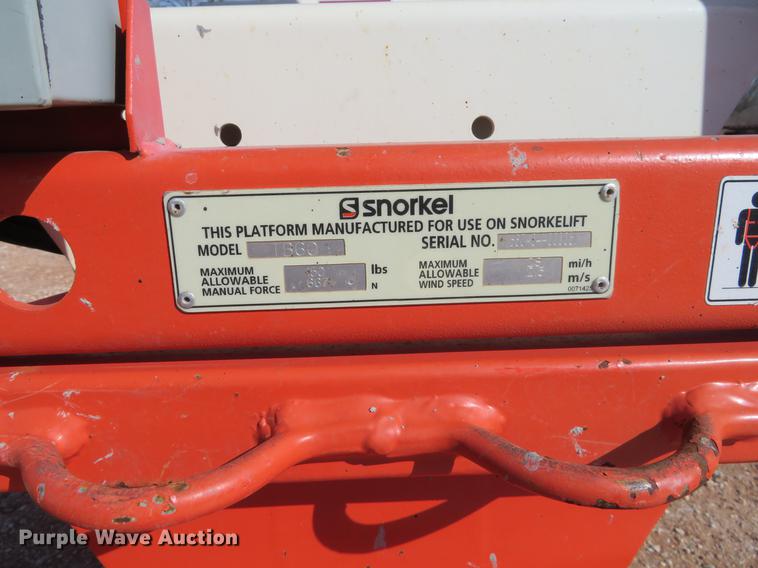 snorkel
THIS PLATFORM MANUFACTURED FOR USE ON SNORKELIFT
MODEL SERIAL NO.
MAXIMUM ALLOWABLE MANUAL FORCE lbs N
MAXIMUM ALLOWABLE WIND SPEED mi/h m/s
Purple Wave Auction